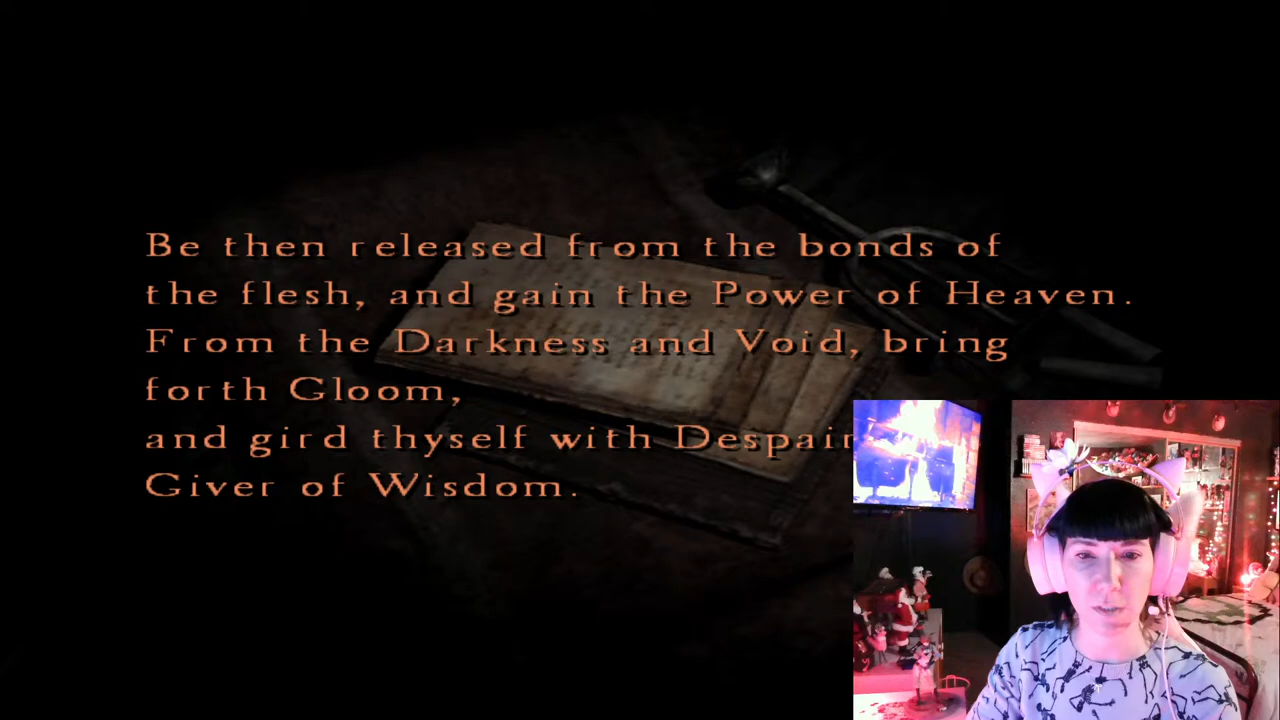 Be then released from the bonds of
the flesh, and gain the Power of Heaven.
From the Darkness and Void, bring
forth Gloom,
and gird thyself with Despair
Giver of Wisdom.